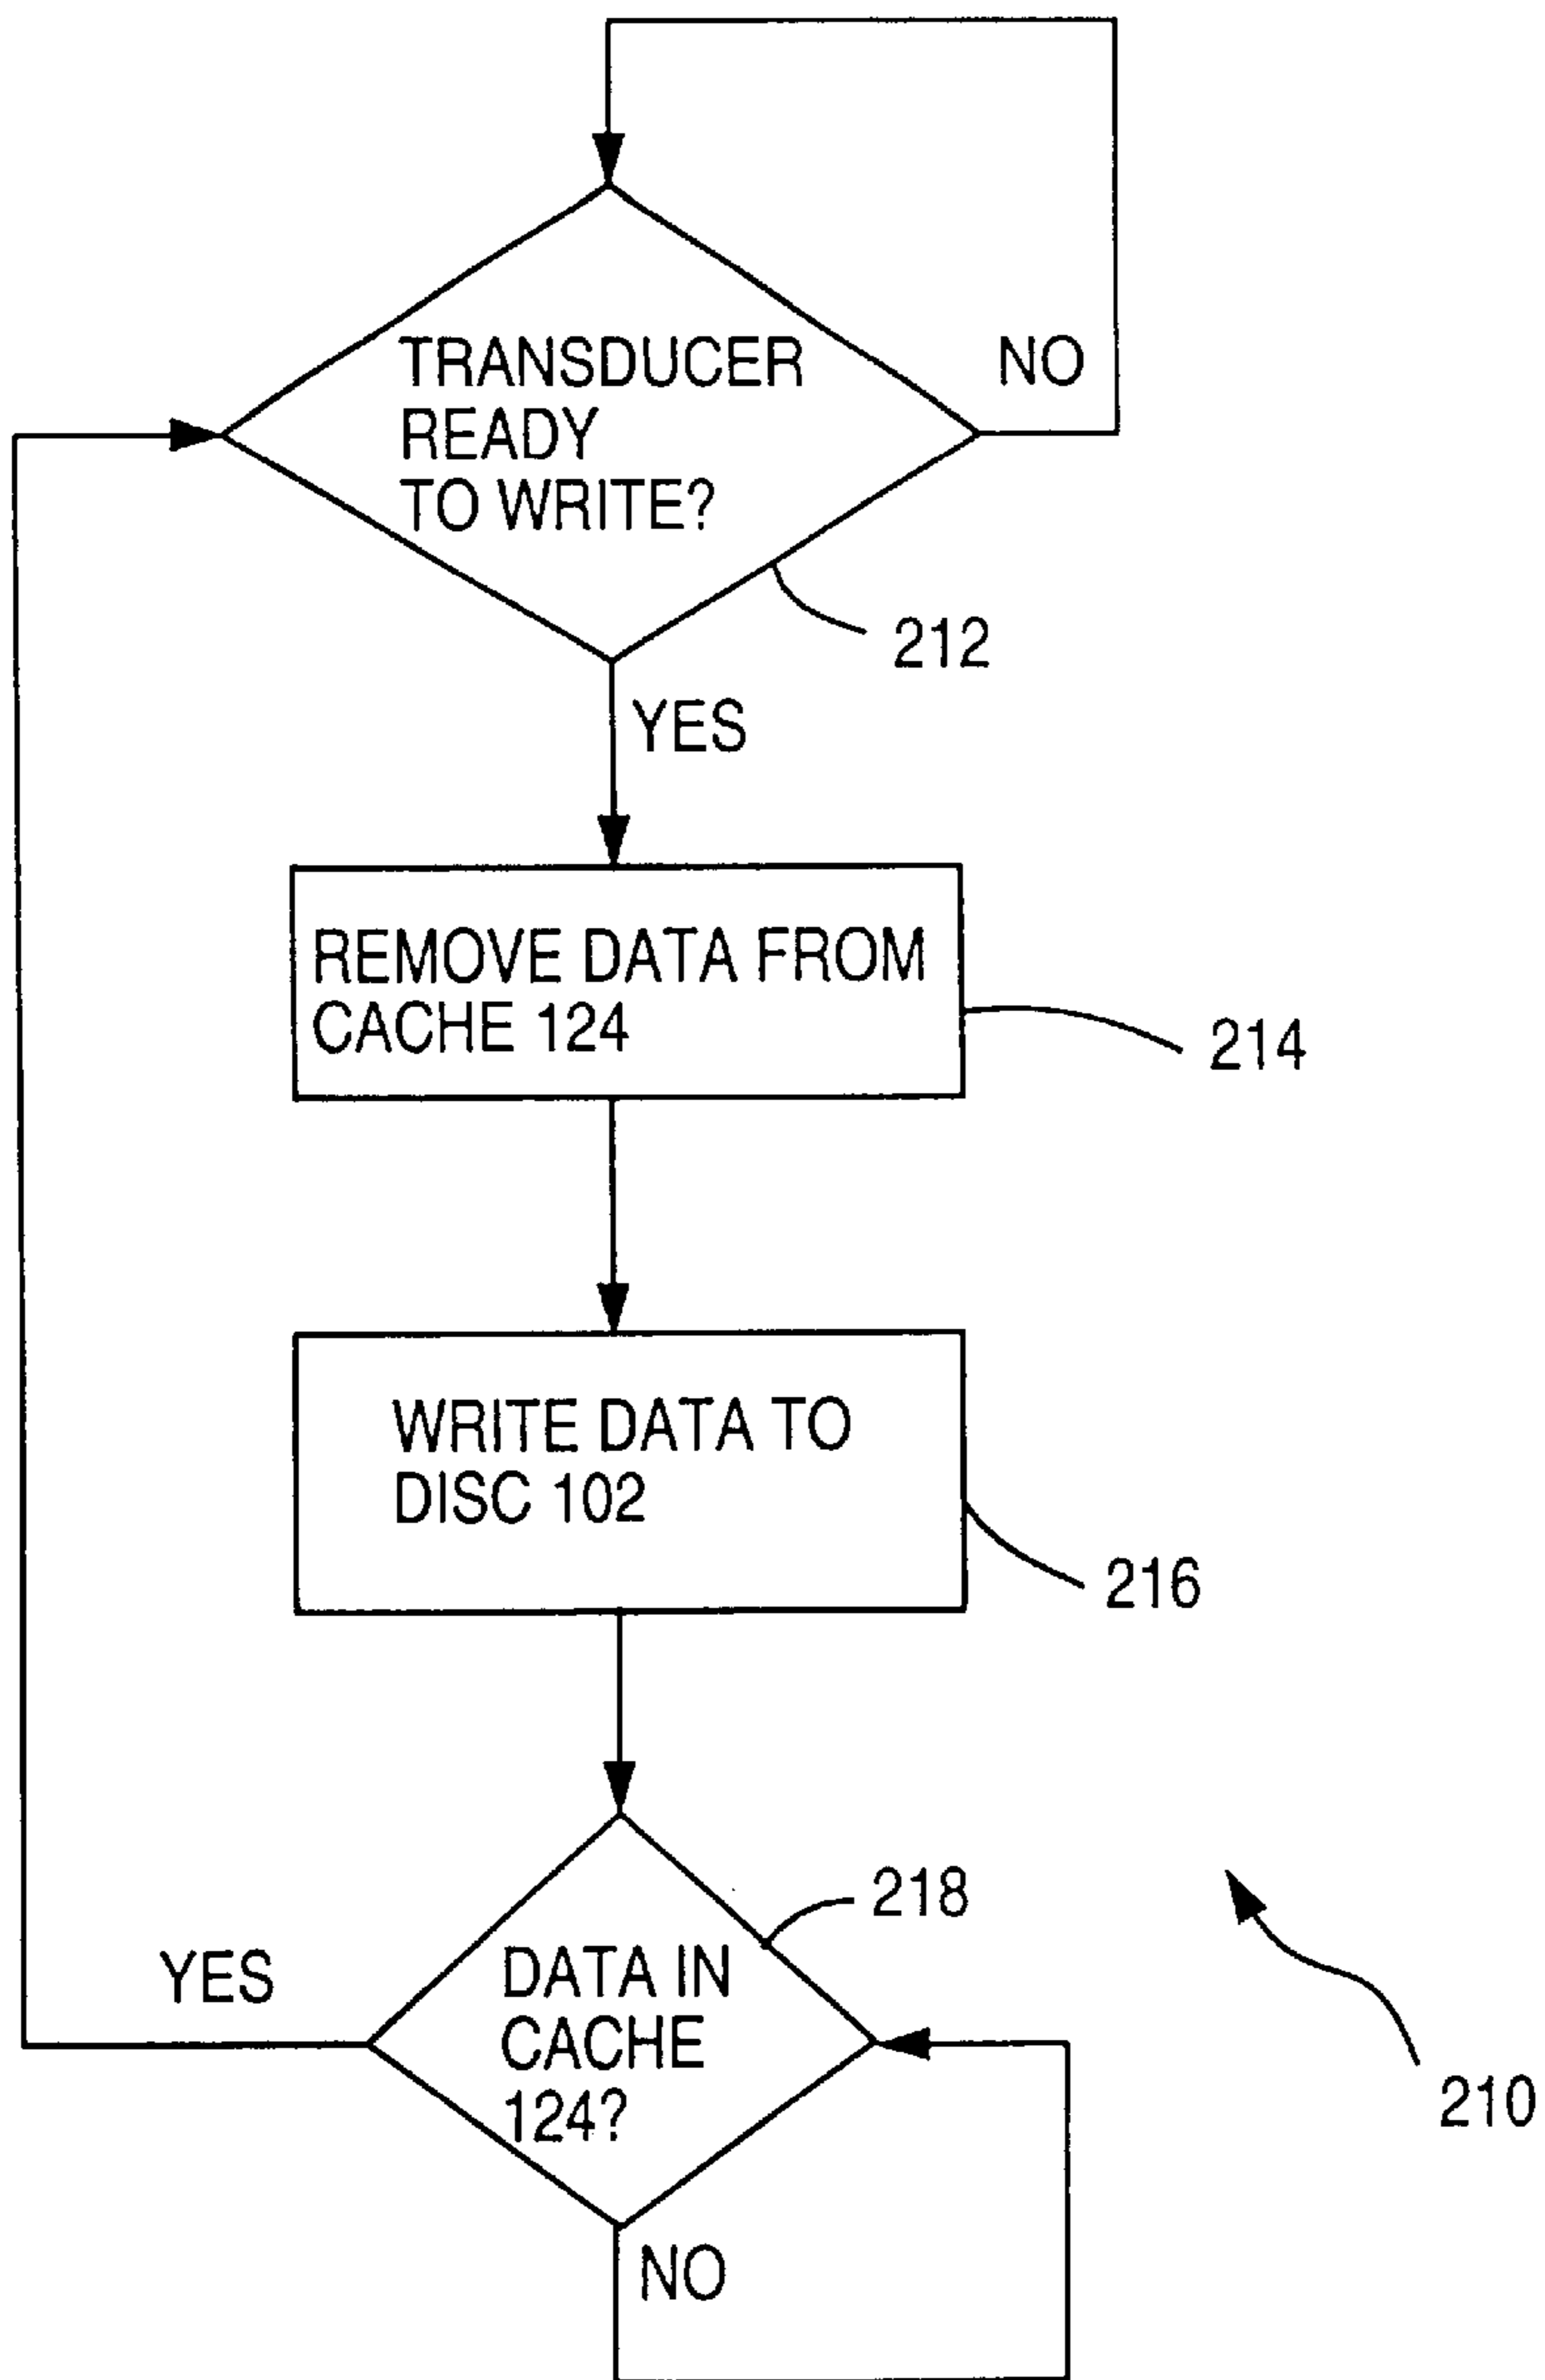 TRANSDUCER
READY
TO WRITE?
NO
212
YES
REMOVE DATA FROM
CACHE 124
214
WRITE DATA TO
DISC 102
216
218
DATA IN
CACHE
124?
YES
NO
210